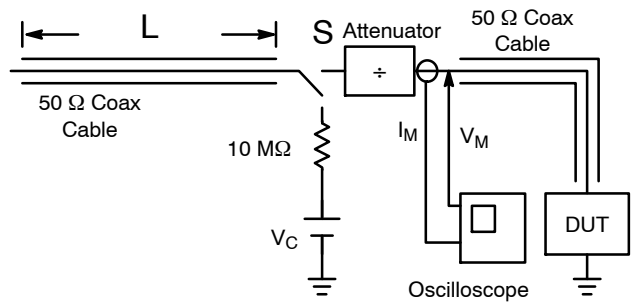 L
S
Attenuator
÷
50 Ω Coax
Cable
50 Ω Coax
Cable
10 MΩ
I_M
V_M
V_C
DUT
Oscilloscope